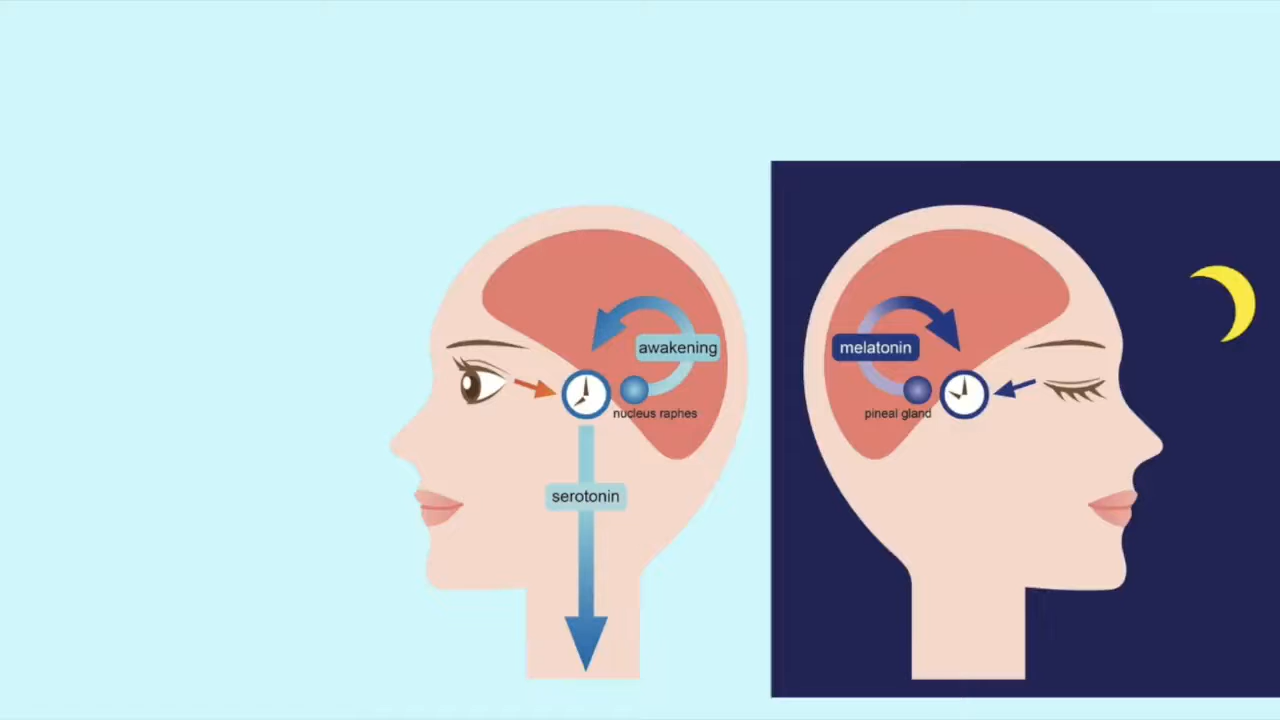 awakening
nucleus raphes
serotonin
melatonin
pineal gland